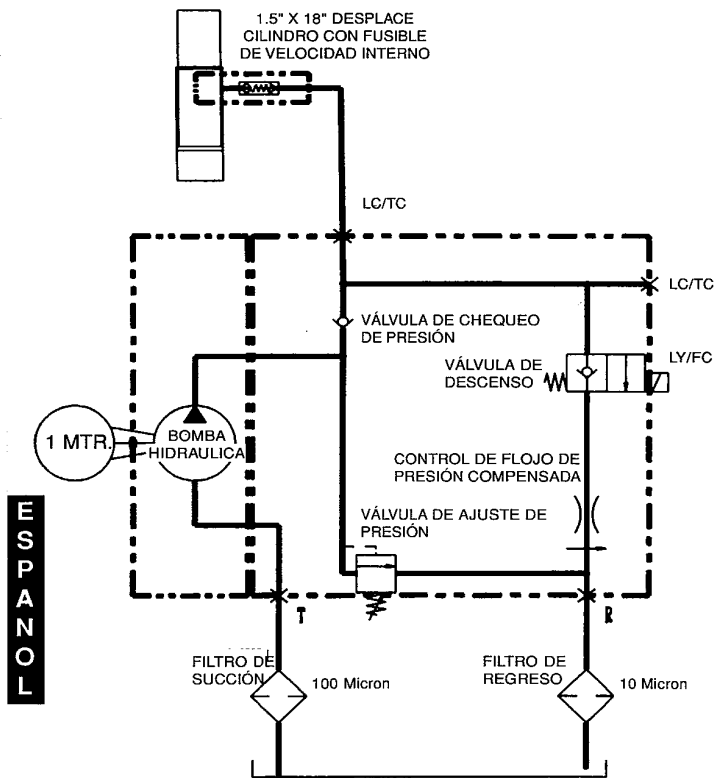 1.5" X 18" DESPLACE
CILINDRO CON FUSIBLE
DE VELOCIDAD INTERNO
LC/TC
LC/TC
VÁLVULA DE CHEQUEO
DE PRESIÓN
LY/FC
VÁLVULA DE
DESCENSO
1 MTR.
BOMBA
HIDRAULICA
CONTROL DE FLOJO DE
PRESIÓN COMPENSADA
VÁLVULA DE AJUSTE DE
PRESIÓN
ESPANOL
T
R
FILTRO DE
SUCCIÓN
100 Micron
FILTRO DE
REGRESO
10 Micron